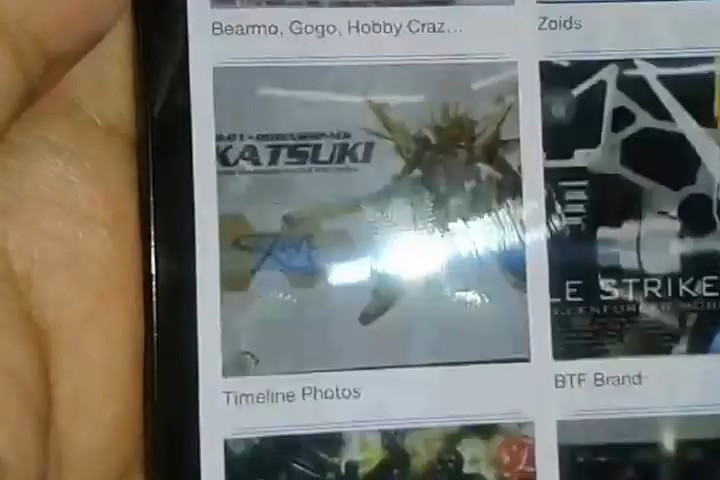 Bearmo, Gogo, Hobby Craz...
Zoids
KATSUKI
LE STRIKE
Timeline Photos
BTF Brand